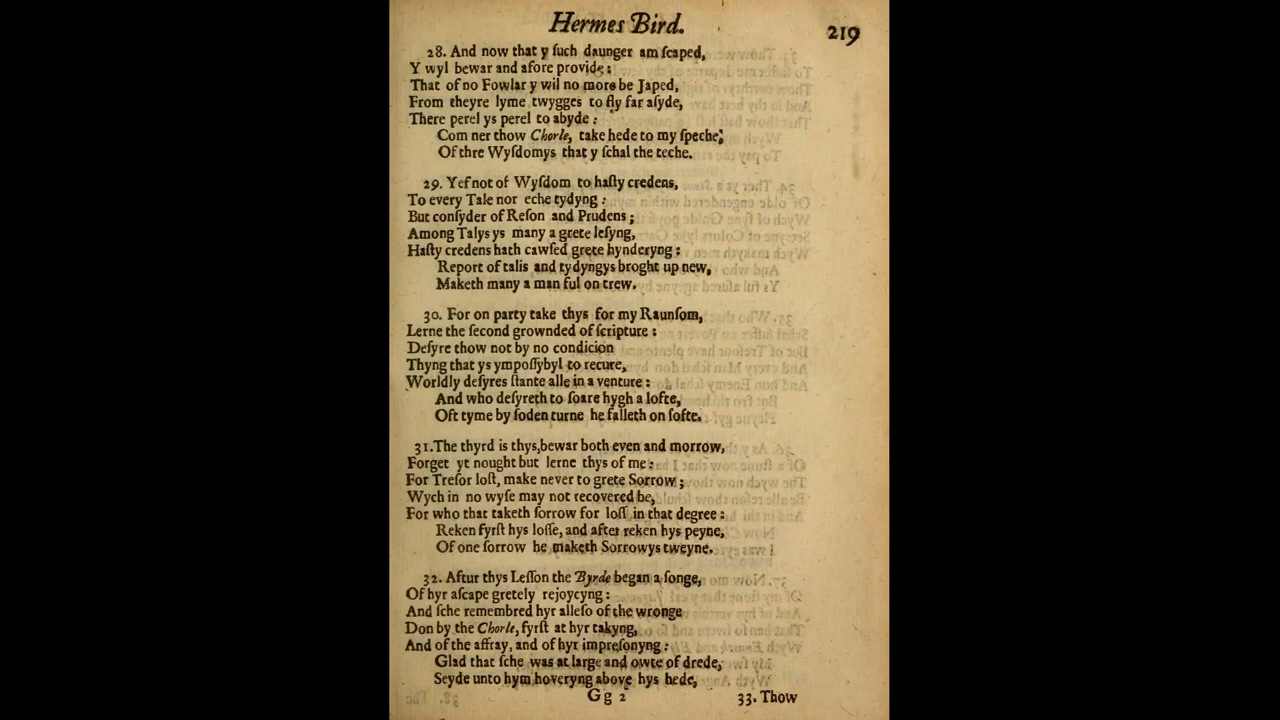 Hermes Bird.
219
28. And now that y ſuch daunger am ſcaped,
Y wyl bewar and afore provide:
That of no Fowlar y wil no more be Japed,
From theyre lyme twygges to fly far aſyde,
There perel ys perel to abyde:
Com ner thow Chorle, take hede to my ſpeche;
Of thre Wyſdomys that y ſchal the teche.
29. Yef not of Wyſdom to haſty credens,
To every Tale nor eche tydyng:
But conſyder of Reſon and Prudens;
Among Talys ys many a grete leſyng,
Haſty credens hath cawſed grete hynderyng:
Report of talis and tydyngys broght up new,
Maketh many a man ful on trew.
30. For on party take thys for my Raunſom,
Lerne the ſecond grownded of ſcripture:
Deſyre thow not by no condicion
Thyng that ys ympoſſybyl to recure,
Worldly deſyres ſtante alle in a venture:
And who deſyreth to ſoare hygh a lofte,
Oft tyme by ſoden turne he falleth on ſofte.
31. The thyrd is thys, bewar both even and morrow,
Forget yt nought but lerne thys of me:
For Treſor loſt, make never to grete Sorrow;
Wych in no wyſe may not recovered be,
For who that taketh ſorrow for loſſ in that degree:
Reken fyrſt hys loſſe, and after reken hys peyne,
Of one ſorrow he maketh Sorrowys tweyne.
32. Aftur thys Leſſon the Byrde began a ſonge,
Of hyr aſcape gretely rejoycyng:
And ſche remembred hyr alleſo of the wronge
Don by the Chorle, fyrſt at hyr takyng,
And of the affray, and of hyr impreſonyng:
Glad that ſche was at large and owte of drede,
Seyde unto hym hoveryng above hys hede,
Gg 2
33. Thow